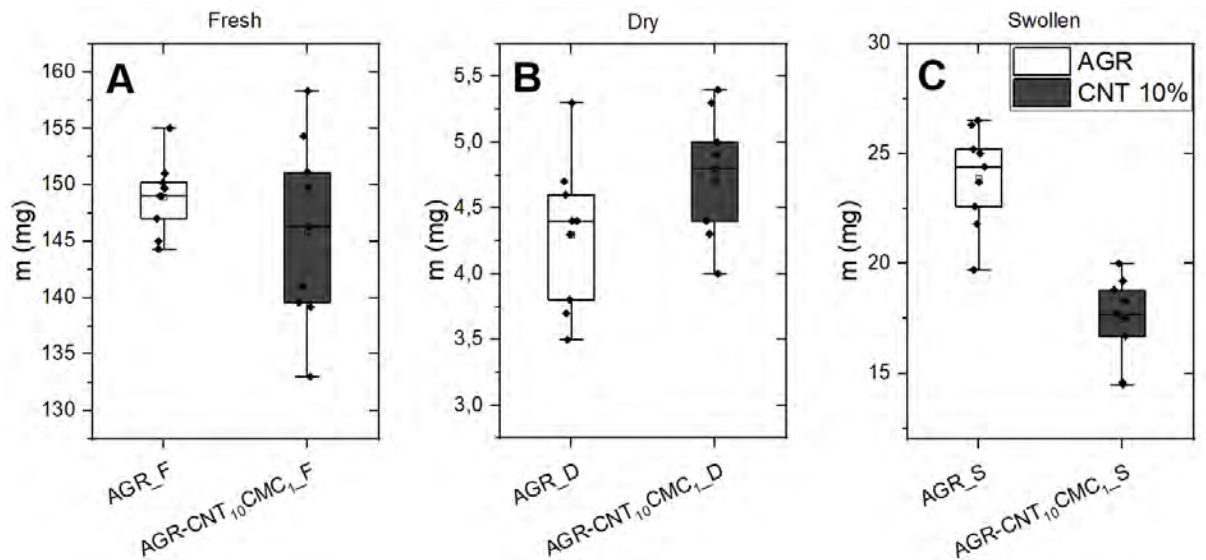 Fresh
A
m (mg)
160
155
150
145
140
135
130
AGR_F
AGR-CNT₁₀CMC₁_F
Dry
B
m (mg)
5,5
5,0
4,5
4,0
3,5
3,0
AGR_D
AGR-CNT₁₀CMC₁_D
Swollen
C
AGR
CNT 10%
m (mg)
30
25
20
15
AGR_S
AGR-CNT₁₀CMC₁_S